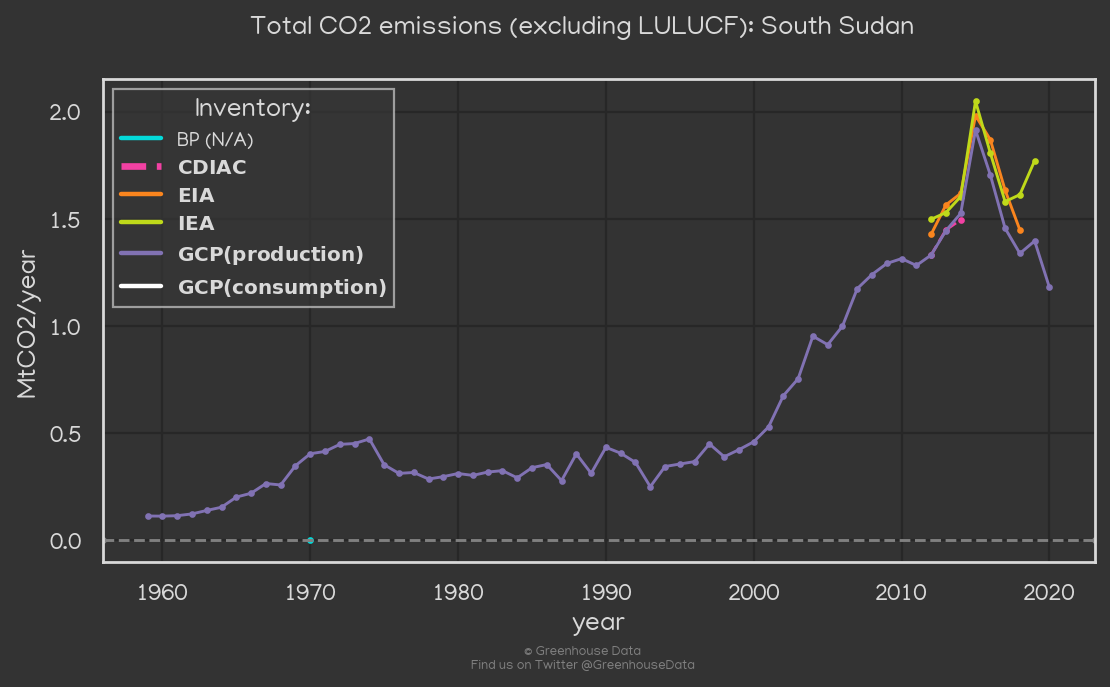 Total CO2 emissions (excluding LULUCF): South Sudan
Inventory:
BP (N/A)
CDIAC
EIA
IEA
GCP(production)
GCP(consumption)
MtCO2/year
2.0
1.5
1.0
0.5
0.0
1960 1970 1980 1990 2000 2010 2020
year
© Greenhouse Data
Find us on Twitter @GreenhouseData